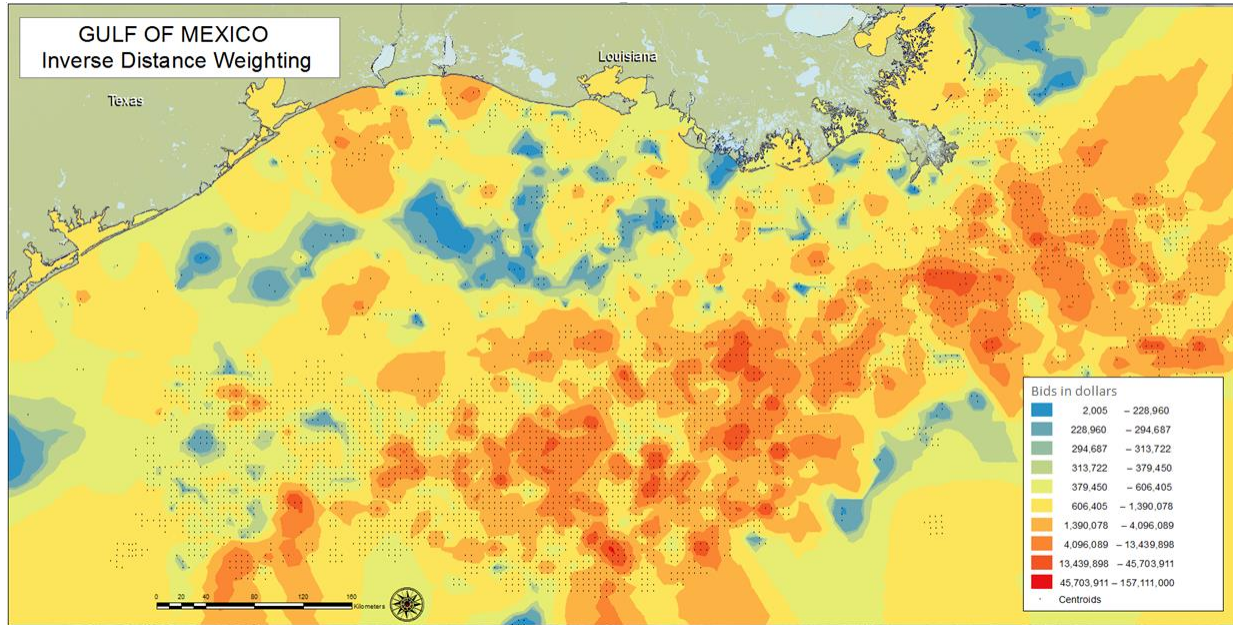 GULF OF MEXICO
Inverse Distance Weighting
Louisiana
Texas
Bids in dollars
2,005 – 228,960
228,960 – 294,687
294,687 – 313,722
313,722 – 379,450
379,450 – 606,405
606,405 – 1,390,078
1,390,078 – 4,096,089
4,096,089 – 13,439,898
13,439,898 – 45,703,911
45,703,911 – 157,111,000
Centroids
0 20 40 80 120 160
Kilometers